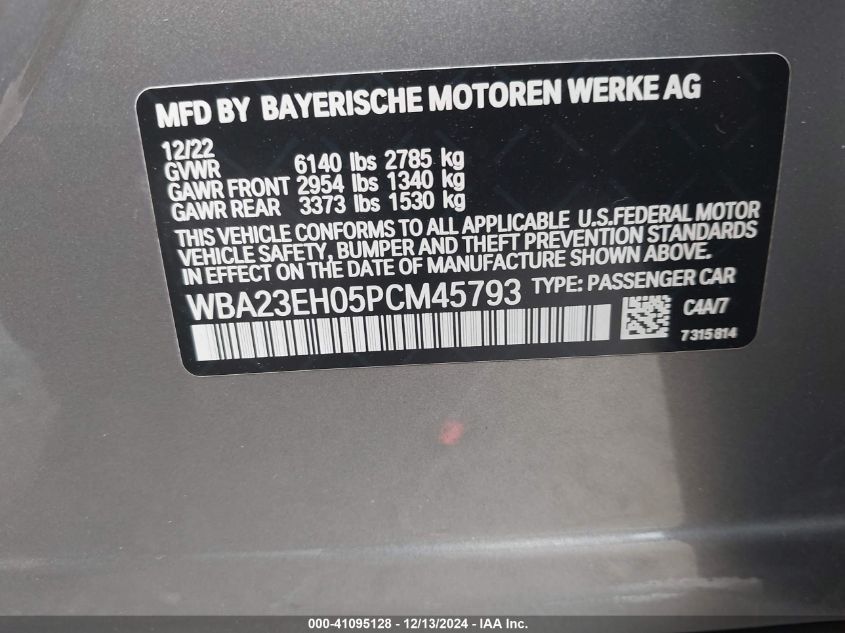 MFD BY BAYERISCHE MOTOREN WERKE AG
12/22
GVWR 6140 lbs 2785 kg
GAWR FRONT 2954 lbs 1340 kg
GAWR REAR 3373 lbs 1530 kg
THIS VEHICLE CONFORMS TO ALL APPLICABLE U.S.FEDERAL MOTOR
VEHICLE SAFETY, BUMPER AND THEFT PREVENTION STANDARDS
IN EFFECT ON THE DATE OF MANUFACTURE SHOWN ABOVE.
WBA23EH05PCM45793 TYPE: PASSENGER CAR
C4A/7
7315814
000-41095128 - 12/13/2024 - IAA Inc.